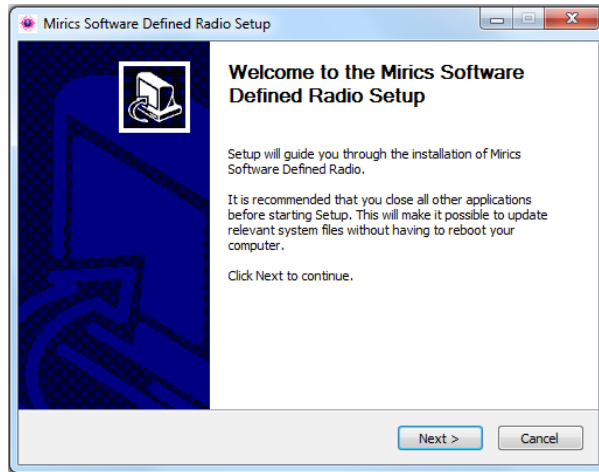 Mirics Software Defined Radio Setup
Welcome to the Mirics Software
Defined Radio Setup
Setup will guide you through the installation of Mirics
Software Defined Radio.
It is recommended that you close all other applications
before starting Setup. This will make it possible to update
relevant system files without having to reboot your
computer.
Click Next to continue.
Next >
Cancel